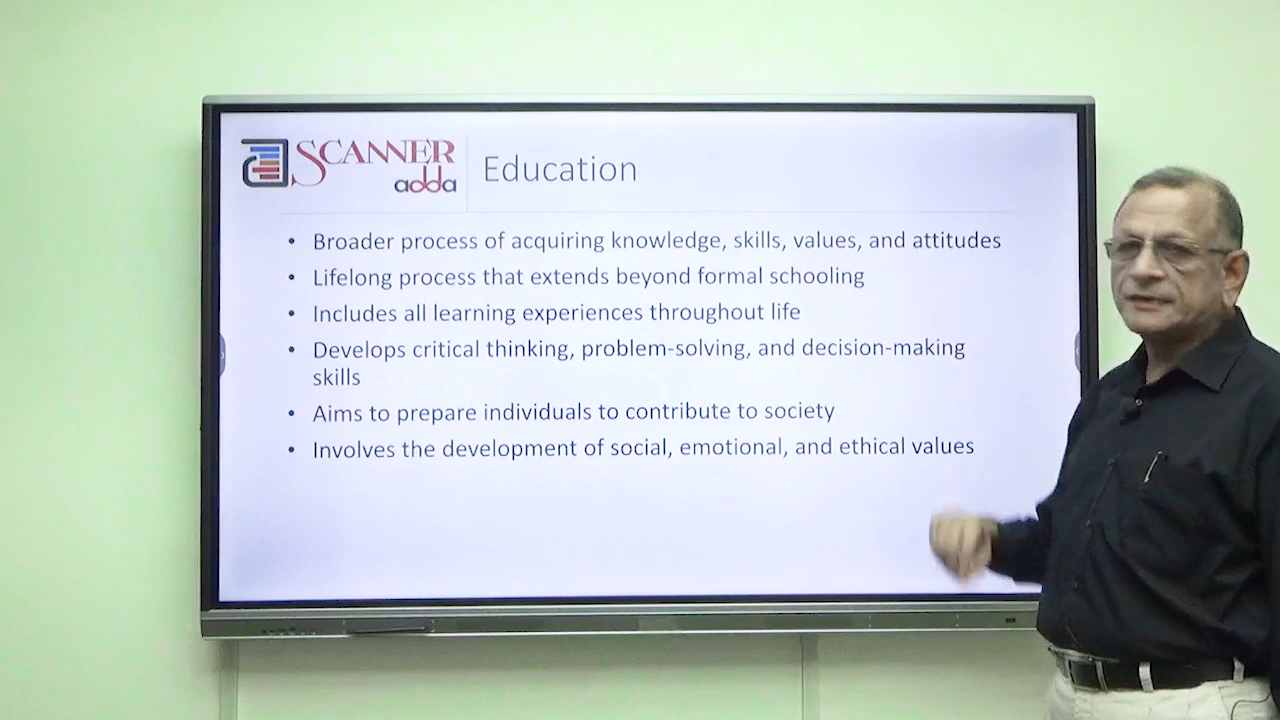 SCANNER
adda
Education
• Broader process of acquiring knowledge, skills, values, and attitudes
• Lifelong process that extends beyond formal schooling
• Includes all learning experiences throughout life
• Develops critical thinking, problem-solving, and decision-making
skills
• Aims to prepare individuals to contribute to society
• Involves the development of social, emotional, and ethical values